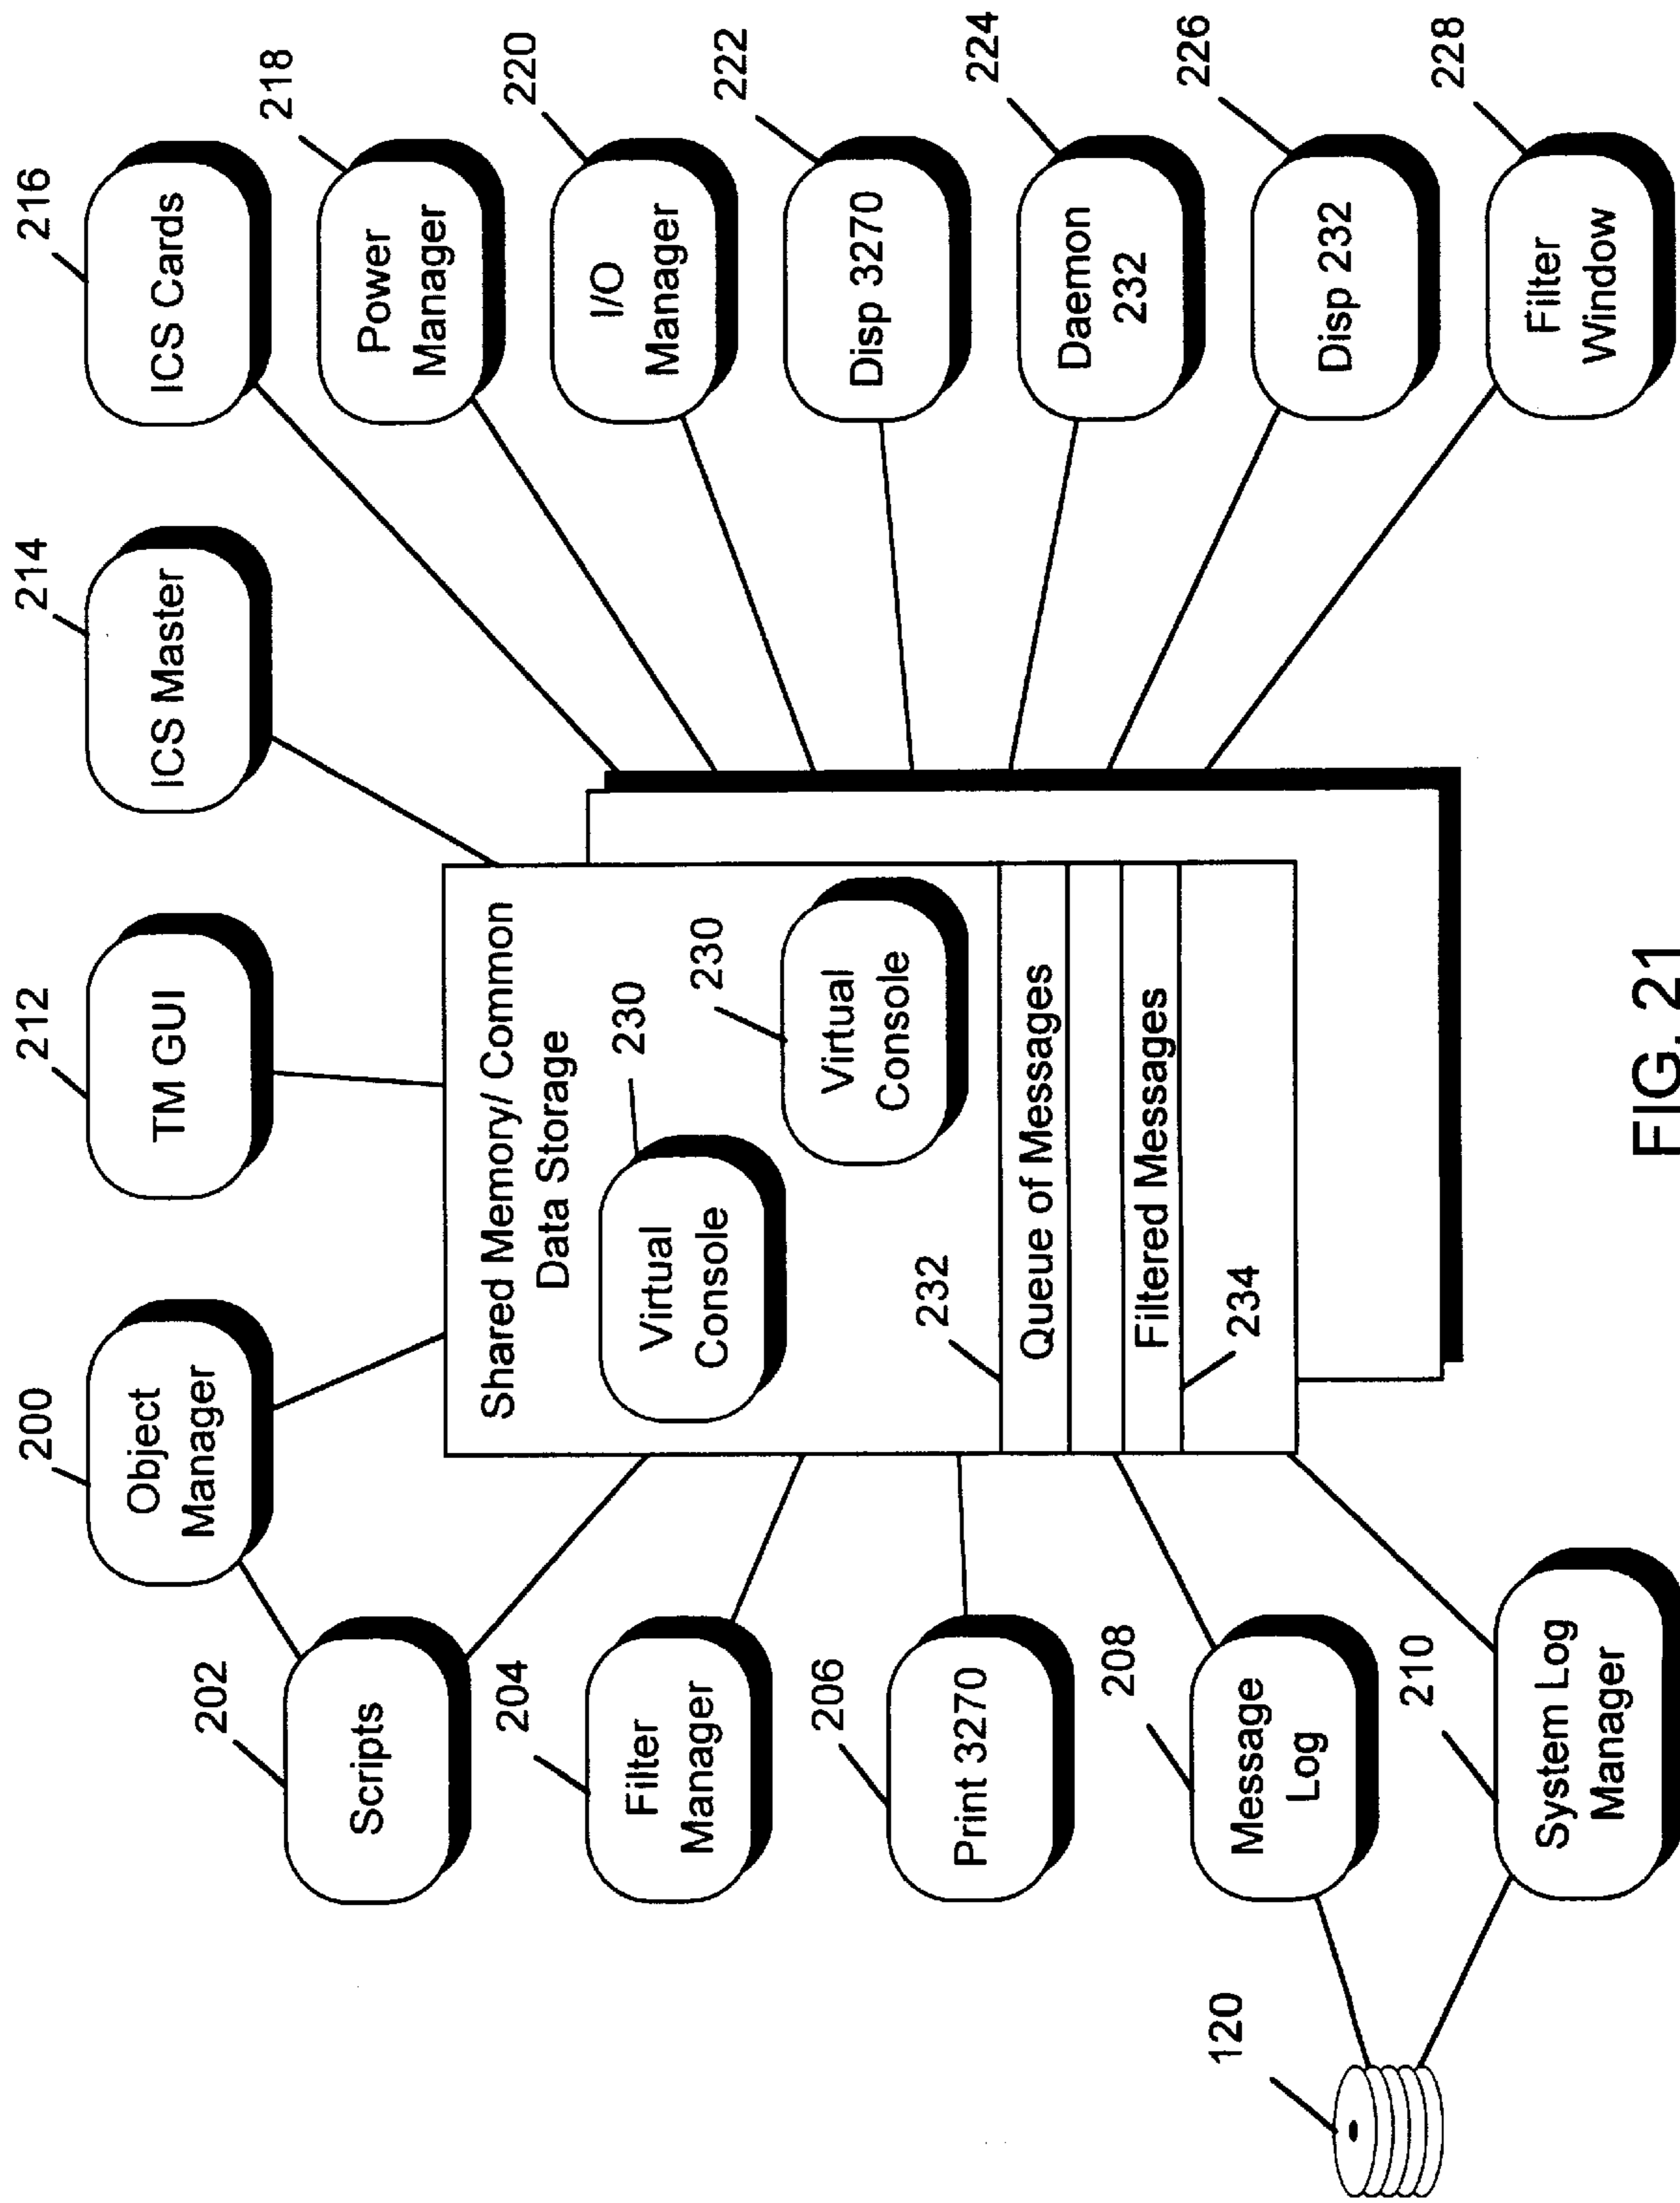 200
Object
Manager
212
TM GUI
214
ICS Master
216
ICS Cards
202
Scripts
218
Power
Manager
204
Filter
Manager
220
I/O
Manager
206
Print 3270
222
Disp 3270
208
Message
Log
224
Daemon
232
210
System Log
Manager
226
Disp 232
228
Filter
Window
120
Shared Memory/ Common
Data Storage
230
Virtual
Console
230
Virtual
Console
232
Queue of Messages
Filtered Messages
234
FIG. 21